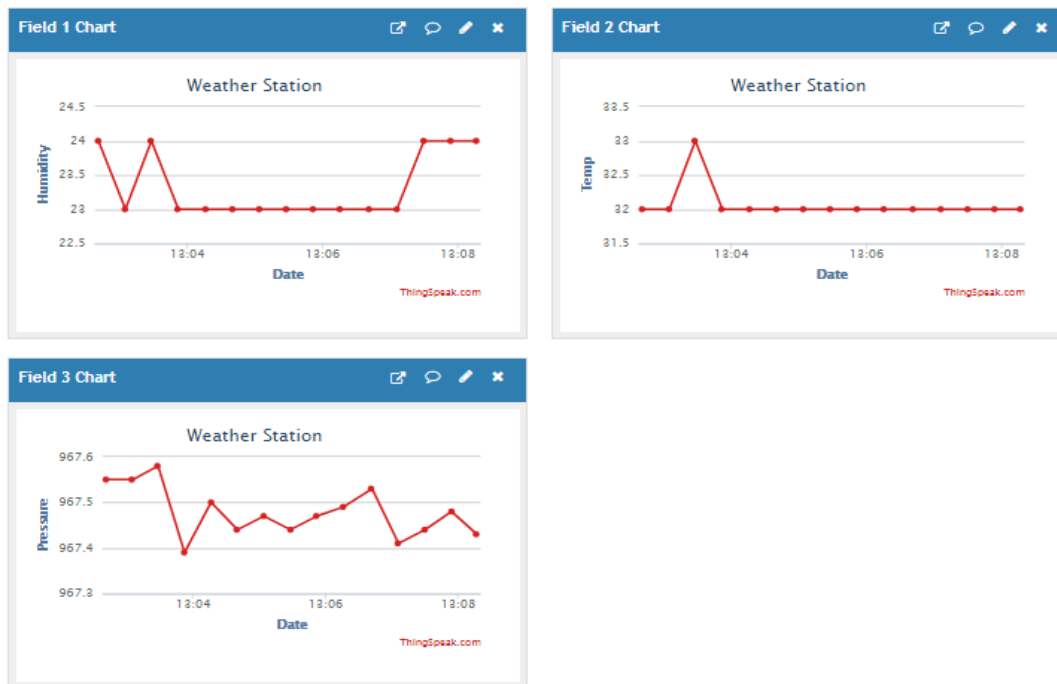 Field 1 Chart
Weather Station
24.5
24
23.5
23
22.5
Humidity
13:04 13:06 13:08
Date
ThingSpeak.com
Field 2 Chart
Weather Station
33.5
33
32.5
32
31.5
Temp
13:04 13:06 13:08
Date
ThingSpeak.com
Field 3 Chart
Weather Station
967.6
967.5
967.4
967.3
Pressure
13:04 13:06 13:08
Date
ThingSpeak.com